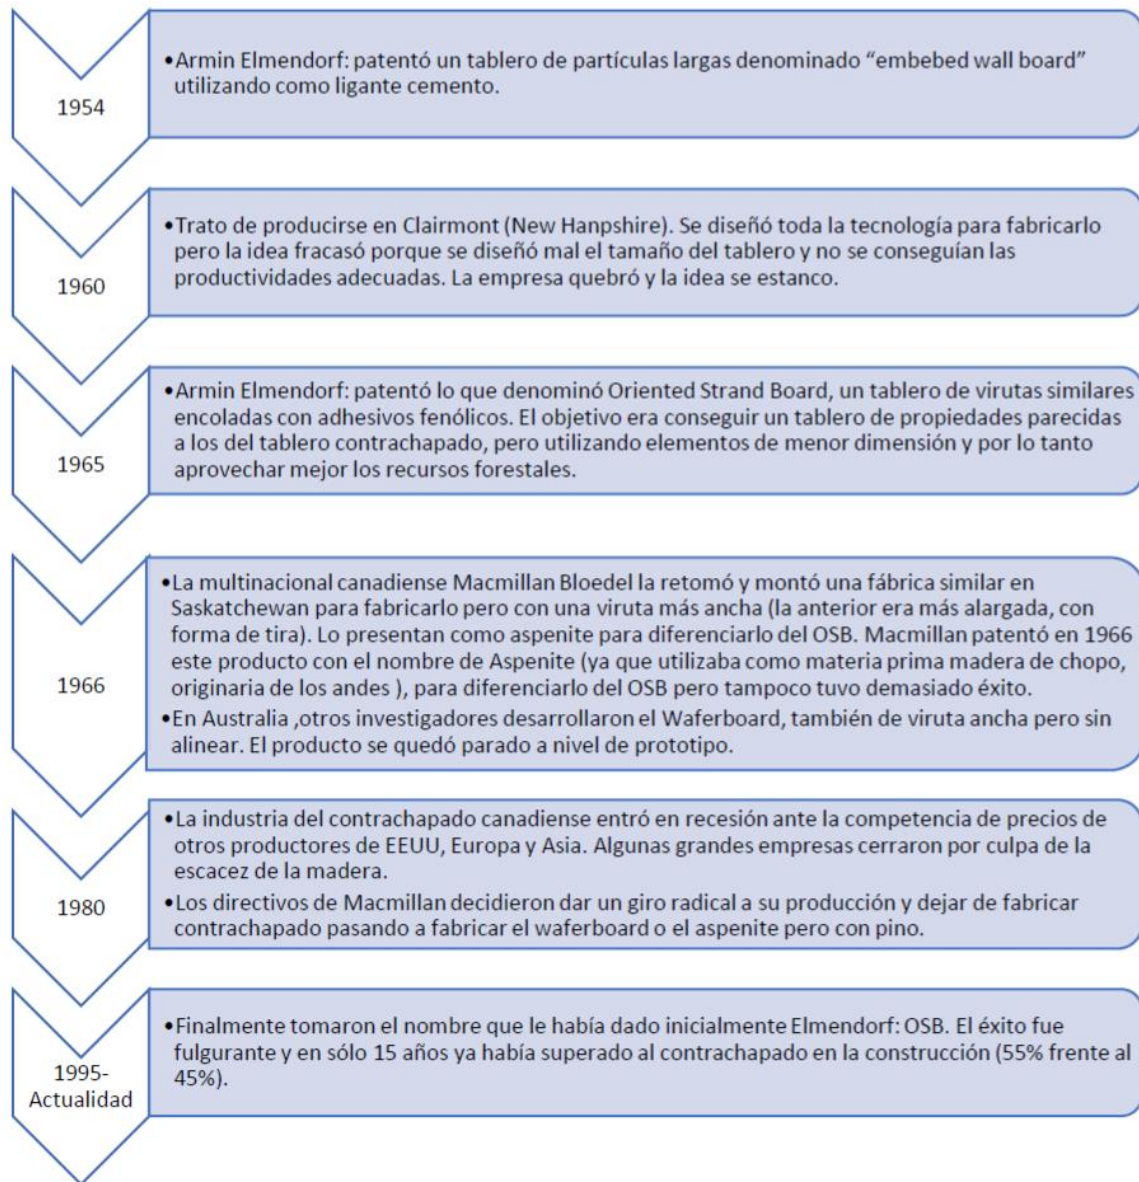 1954
•Armin Elmendorf: patentó un tablero de partículas largas denominado “embebed wall board”
utilizando como ligante cemento.
1960
•Trato de producirse en Clairmont (New Hanpshire). Se diseñó toda la tecnología para fabricarlo
pero la idea fracasó porque se diseñó mal el tamaño del tablero y no se conseguían las
productividades adecuadas. La empresa quebró y la idea se estanco.
1965
•Armin Elmendorf: patentó lo que denominó Oriented Strand Board, un tablero de virutas similares
encoladas con adhesivos fenólicos. El objetivo era conseguir un tablero de propiedades parecidas
a los del tablero contrachapado, pero utilizando elementos de menor dimensión y por lo tanto
aprovechar mejor los recursos forestales.
1966
•La multinacional canadiense Macmillan Bloedel la retomó y montó una fábrica similar en
Saskatchewan para fabricarlo pero con una viruta más ancha (la anterior era más alargada, con
forma de tira). Lo presentan como aspenite para diferenciarlo del OSB. Macmillan patentó en 1966
este producto con el nombre de Aspenite (ya que utilizaba como materia prima madera de chopo,
originaria de los andes ), para diferenciarlo del OSB pero tampoco tuvo demasiado éxito.
•En Australia ,otros investigadores desarrollaron el Waferboard, también de viruta ancha pero sin
alinear. El producto se quedó parado a nivel de prototipo.
1980
•La industria del contrachapado canadiense entró en recesión ante la competencia de precios de
otros productores de EEUU, Europa y Asia. Algunas grandes empresas cerraron por culpa de la
escacez de la madera.
•Los directivos de Macmillan decidieron dar un giro radical a su producción y dejar de fabricar
contrachapado pasando a fabricar el waferboard o el aspenite pero con pino.
1995-
Actualidad
•Finalmente tomaron el nombre que le había dado inicialmente Elmendorf: OSB. El éxito fue
fulgurante y en sólo 15 años ya había superado al contrachapado en la construcción (55% frente al
45%).